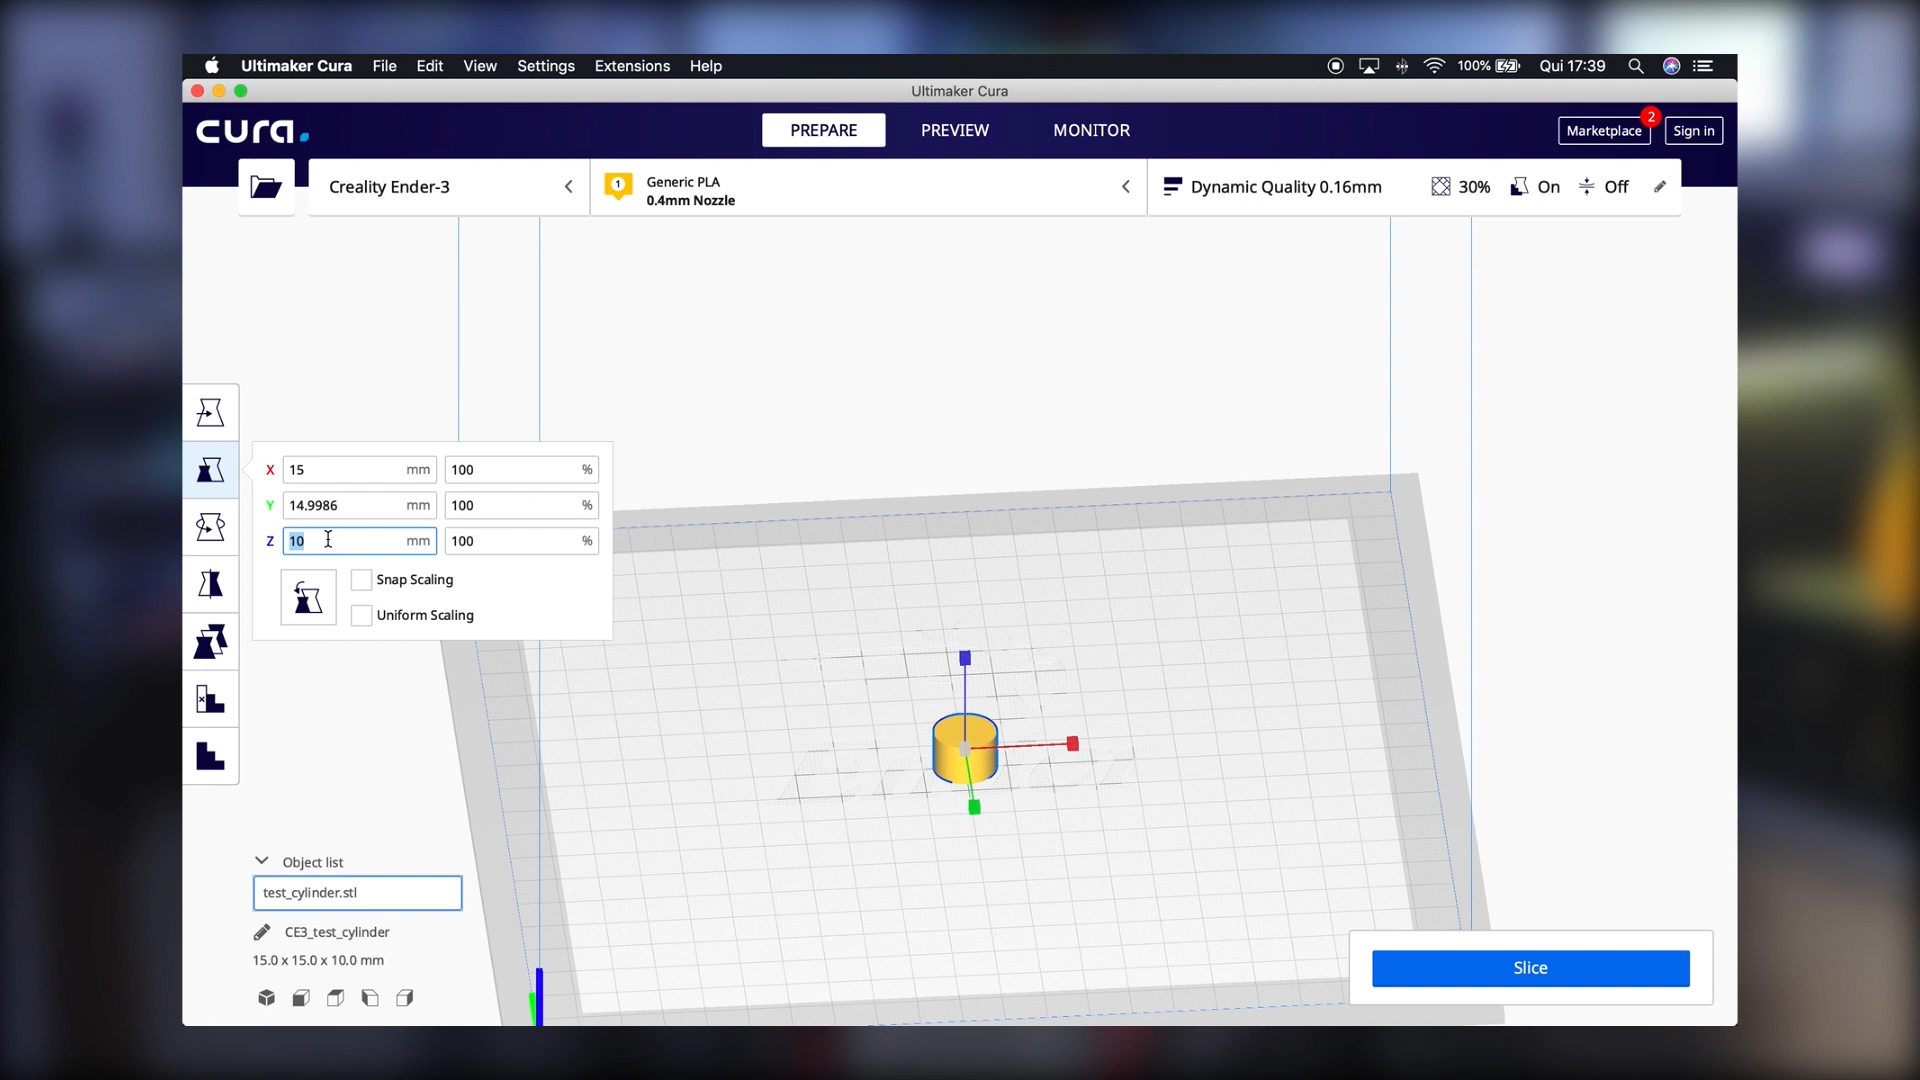 Ultimaker Cura File Edit View Settings Extensions Help 100% Qui 17:39
Ultimaker Cura
cura. PREPARE PREVIEW MONITOR Marketplace 2 Sign in
Creality Ender-3
1 Generic PLA
0.4mm Nozzle
Dynamic Quality 0.16mm 30% On Off
X 15 mm 100 %
Y 14.9986 mm 100 %
Z 10 mm 100 %
Snap Scaling
Uniform Scaling
Object list
test_cylinder.stl
CE3_test_cylinder
15.0 x 15.0 x 10.0 mm
Slice